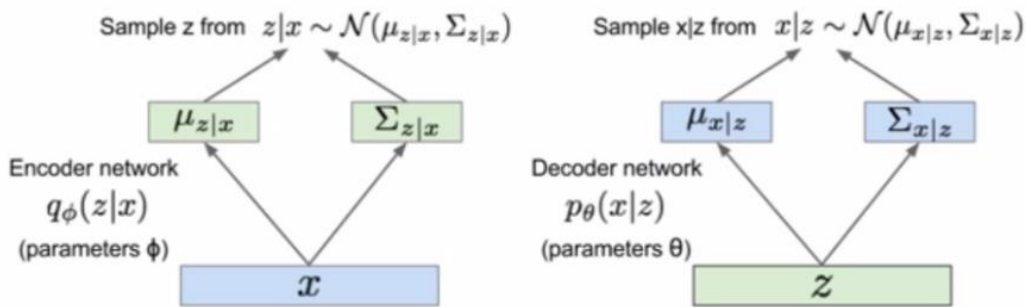 Sample z from z|x ∼ 𝒩(μ_{z|x}, Σ_{z|x})
μ_{z|x}
Σ_{z|x}
Encoder network
q_ϕ(z|x)
(parameters ϕ)
x
Sample x|z from x|z ∼ 𝒩(μ_{x|z}, Σ_{x|z})
μ_{x|z}
Σ_{x|z}
Decoder network
p_θ(x|z)
(parameters θ)
z